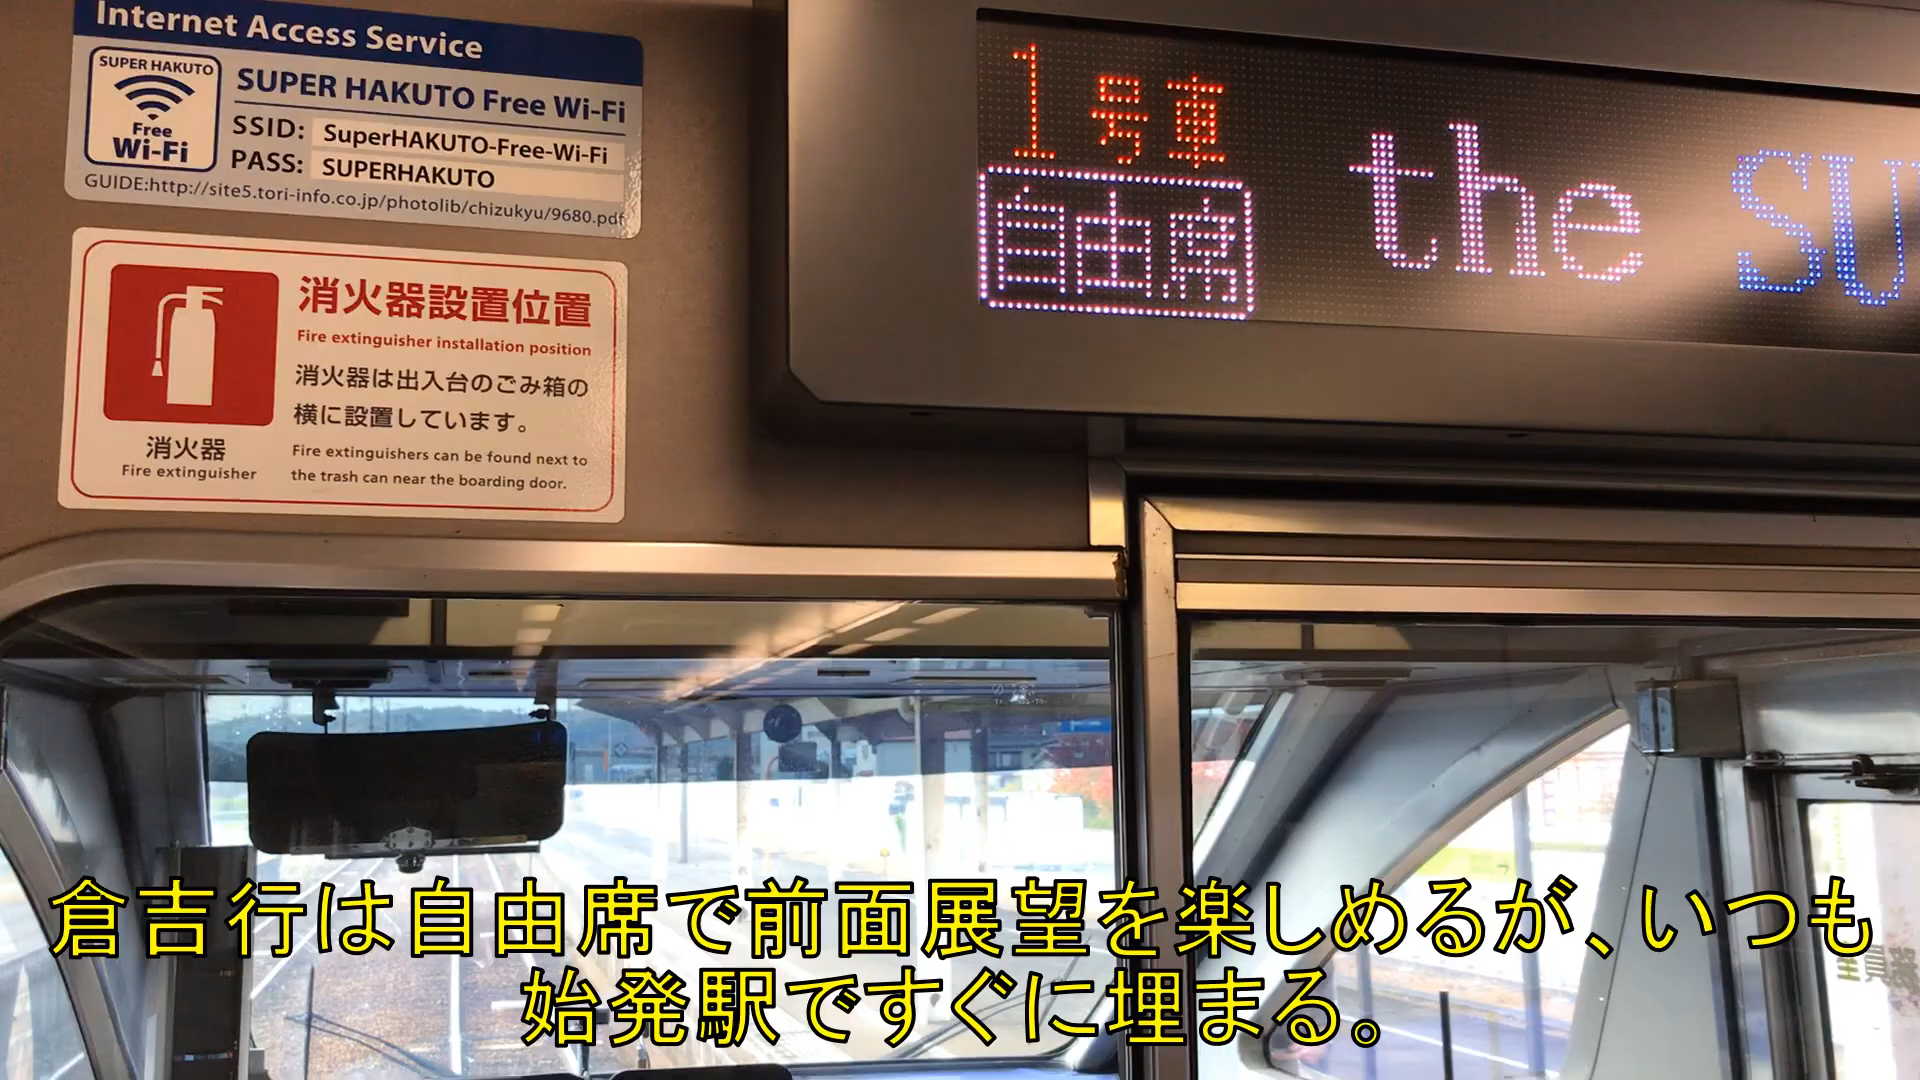 Internet Access Service
SUPER HAKUTO
Free
Wi-Fi
SUPER HAKUTO Free Wi-Fi
SSID: SuperHAKUTO-Free-Wi-Fi
PASS: SUPERHAKUTO
GUIDE:http://site5.tori-info.co.jp/photolib/chizukyu/9680.pdf
消火器設置位置
Fire extinguisher installation position
消火器は出入台のごみ箱の
横に設置しています。
Fire extinguishers can be found next to
the trash can near the boarding door.
消火器
Fire extinguisher
1号車
自由席
the SU
倉吉行は自由席で前面展望を楽しめるが、いつも
始発駅ですぐに埋まる。